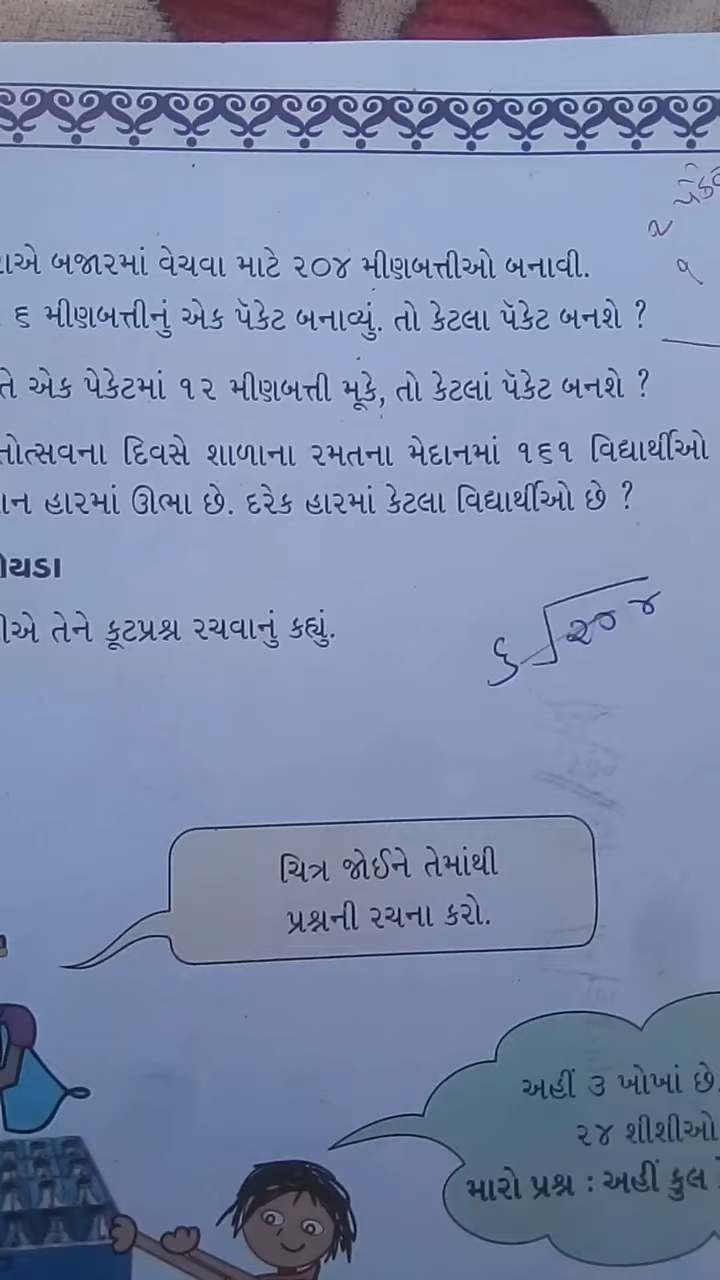 બજારમાં વેચવા માટે ૨૦૪ મીણબત્તીઓ બનાવી.
૬ મીણબત્તીનું એક પૅકેટ બનાવ્યું. તો કેટલા પૅકેટ બનશે ?
તે એક પેકેટમાં ૧૨ મીણબત્તી મૂકે, તો કેટલાં પૅકેટ બનશે ?
દિવસે શાળાના રમતના મેદાનમાં ૧૬૧ વિદ્યાર્થીઓ
હારમાં ઊભા છે. દરેક હારમાં કેટલા વિદ્યાર્થીઓ છે ?
તેને કૂટપ્રશ્ન રચવાનું કહ્યું.
૬ ૨૦૪
ચિત્ર જોઈને તેમાંથી
પ્રશ્નની રચના કરો.
અહીં ૩ ખોખાં છે.
૨૪ શીશીઓ
મારો પ્રશ્ન : અહીં કુલ